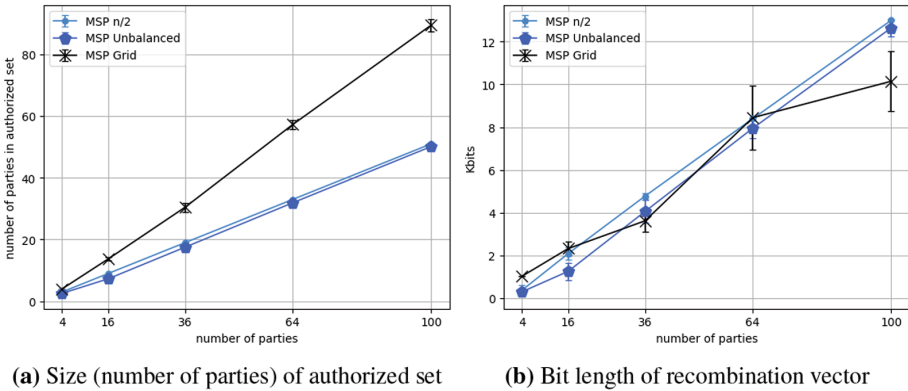 MSP n/2
MSP Unbalanced
MSP Grid
number of parties in authorized set
80
60
40
20
0
4
16
36
64
100
number of parties
(a) Size (number of parties) of authorized set
MSP n/2
MSP Unbalanced
MSP Grid
Kbits
12
10
8
6
4
2
0
4
16
36
64
100
number of parties
(b) Bit length of recombination vector